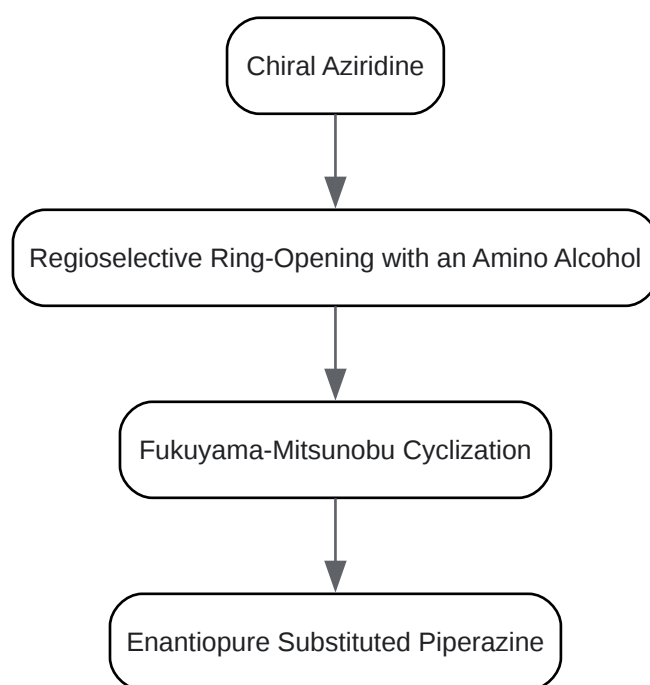 Chiral Aziridine
Regioselective Ring-Opening with an Amino Alcohol
Fukuyama-Mitsunobu Cyclization
Enantiopure Substituted Piperazine